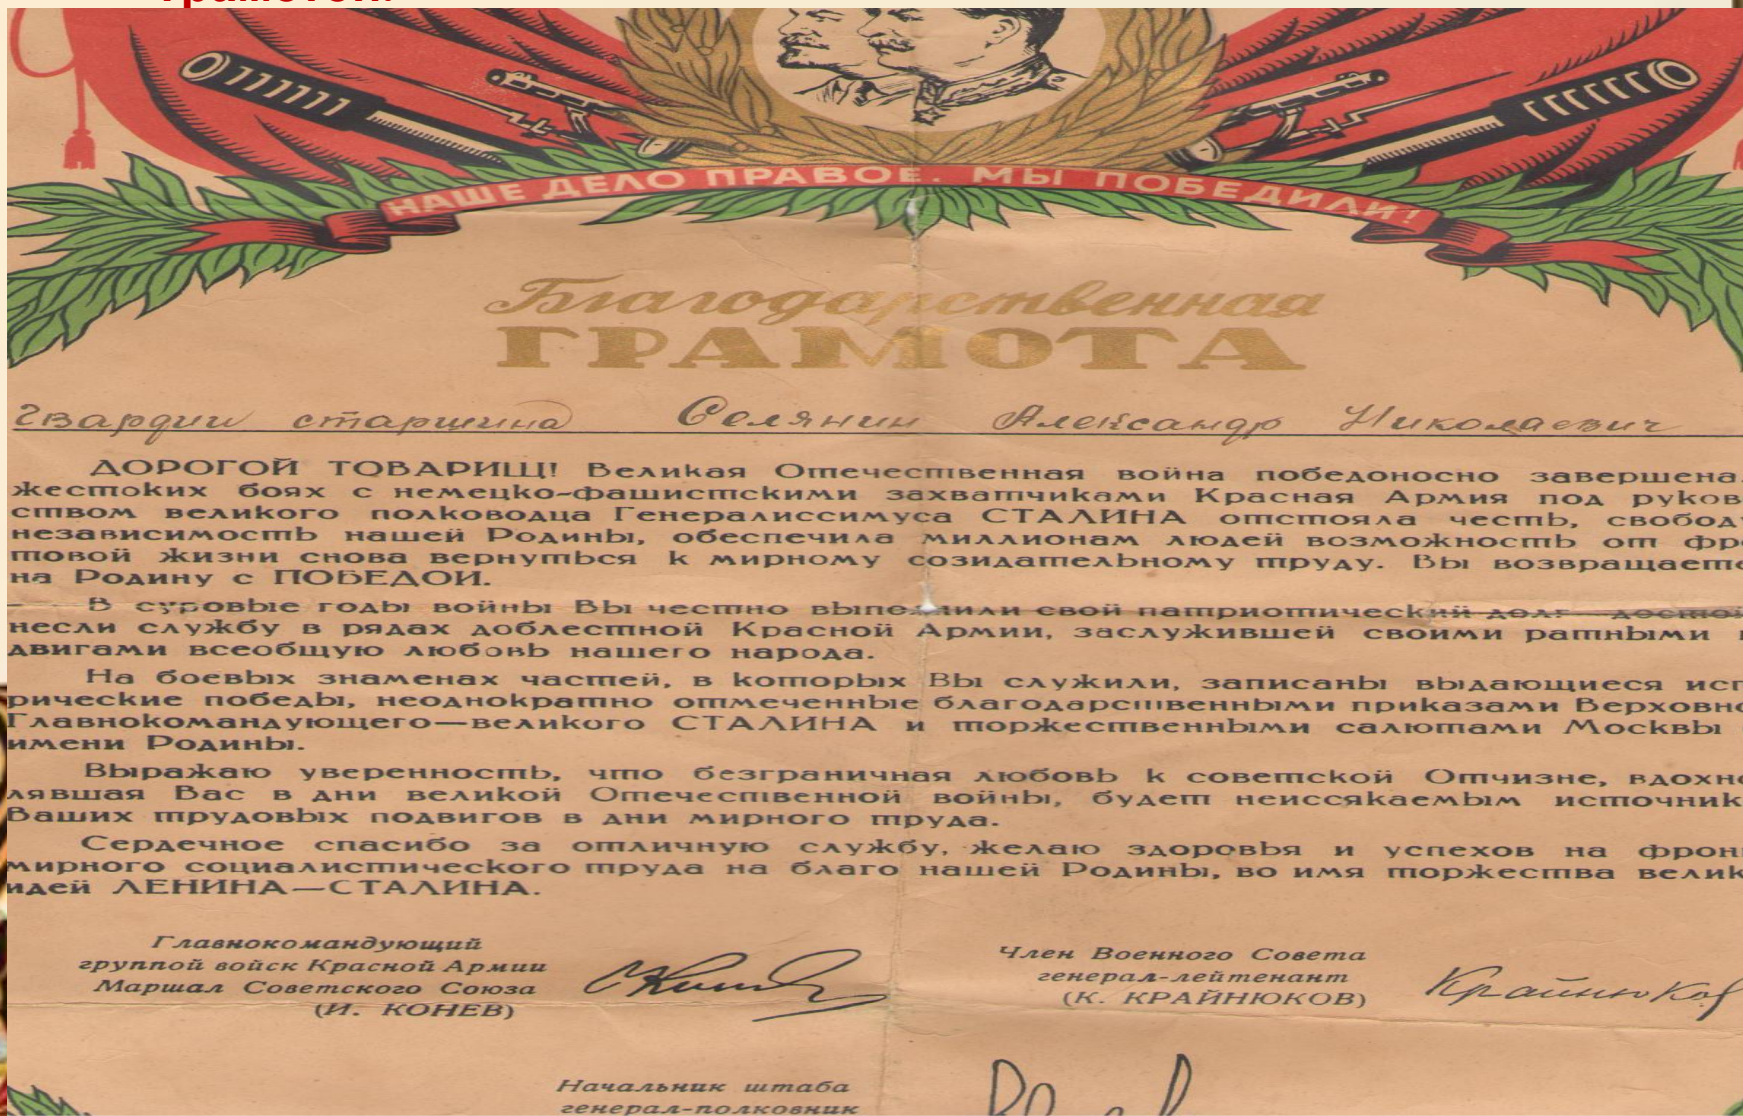 НАШЕ ДЕЛО ПРАВОЕ. МЫ ПОБЕДИЛИ!
Благодарственная
ГРАМОТА
Гвардии старшина Селянин Александр Николаевич
ДОРОГОЙ ТОВАРИЩ! Великая Отечественная война победоносно завершена.
жестоких боях с немецко-фашистскими захватчиками Красная Армия под руков
ством великого полководца Генералиссимуса СТАЛИНА отстояла честь, свобод
независимость нашей Родины, обеспечила миллионам людей возможность от фро
товой жизни снова вернуться к мирному созидательному труду. Вы возвращаете
на Родину с ПОБЕДОЙ.
В суровые годы войны Вы честно выполнили свой патриотический долг — достой
несли службу в рядах доблестной Красной Армии, заслужившей своими ратными
двигами всеобщую любовь нашего народа.
На боевых знаменах частей, в которых Вы служили, записаны выдающиеся ист
рические победы, неоднократно отмеченные благодарственными приказами Верховно
Главнокомандующего—великого СТАЛИНА и торжественными салютами Москвы
имени Родины.
Выражаю уверенность, что безграничная любовь к советской Отчизне, вдохно
лявшая Вас в дни великой Отечественной войны, будет неиссякаемым источник
Ваших трудовых подвигов в дни мирного труда.
Сердечное спасибо за отличную службу, желаю здоровья и успехов на фрон
мирного социалистического труда на благо нашей Родины, во имя торжества велик
идей ЛЕНИНА—СТАЛИНА.
Главнокомандующий
группой войск Красной Армии
Маршал Советского Союза
(И. КОНЕВ)
Член Военного Совета
генерал-лейтенант
(К. КРАЙНЮКОВ)
Крайнюков
Начальник штаба
генерал-полковник